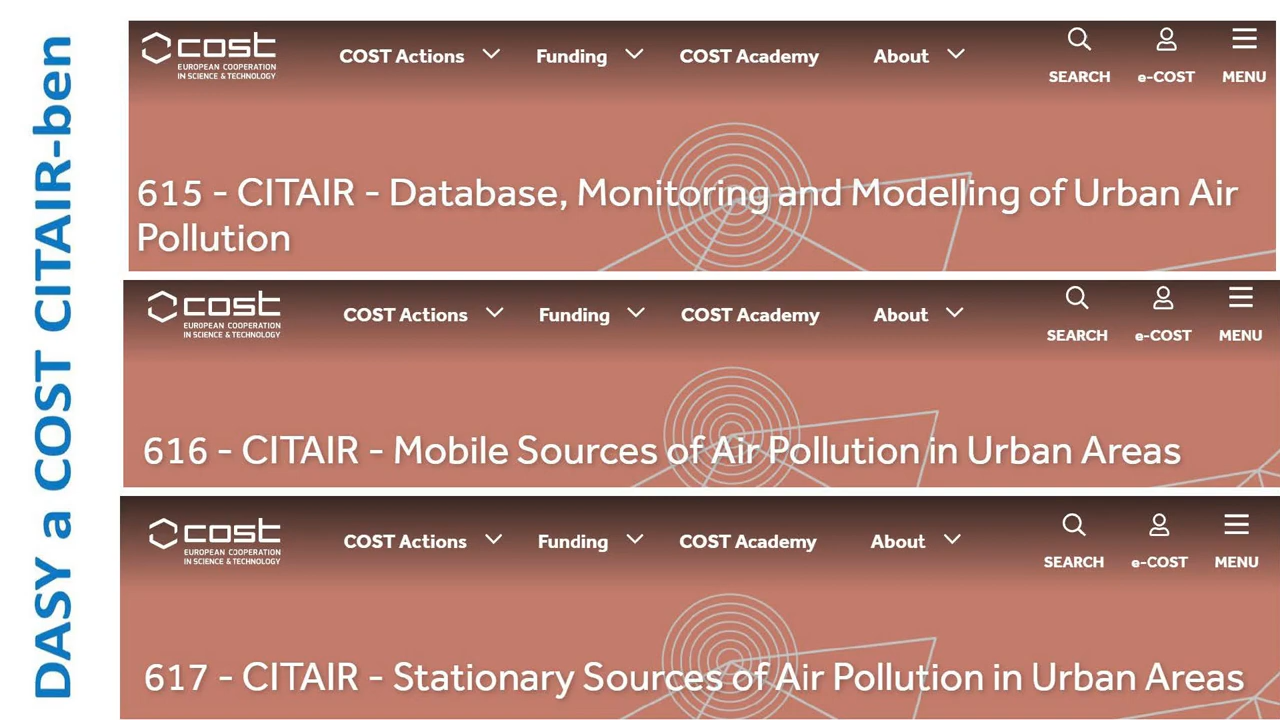 DASY a COST CITAIR-ben
cost
EUROPEAN COOPERATION
IN SCIENCE & TECHNOLOGY
COST Actions Funding COST Academy About
SEARCH e-COST MENU
615 - CITAIR - Database, Monitoring and Modelling of Urban Air
Pollution
cost
EUROPEAN COOPERATION
IN SCIENCE & TECHNOLOGY
COST Actions Funding COST Academy About
SEARCH e-COST MENU
616 - CITAIR - Mobile Sources of Air Pollution in Urban Areas
cost
EUROPEAN COOPERATION
IN SCIENCE & TECHNOLOGY
COST Actions Funding COST Academy About
SEARCH e-COST MENU
617 - CITAIR - Stationary Sources of Air Pollution in Urban Areas